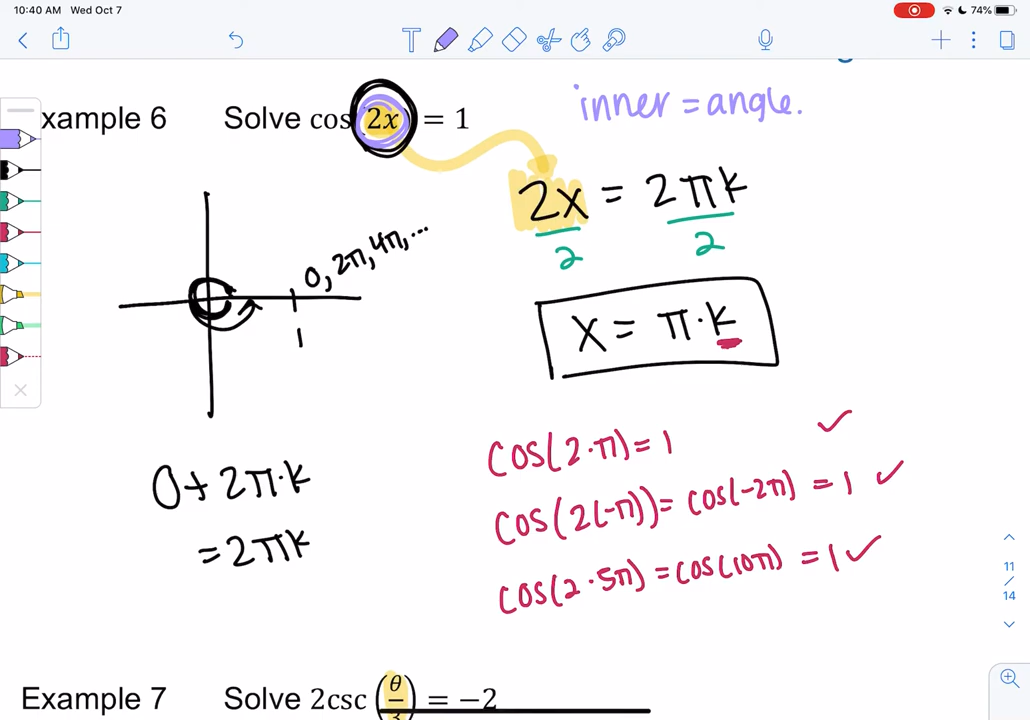 10:40 AM Wed Oct 7
74%
T
xample 6 Solve cos 2x = 1
inner = angle.
2x = 2πk
2 2
0, 2π, 4π, ...
1
x = π·k
0 + 2π·k
= 2πk
cos(2·π) = 1 ✓
cos(2(-π)) = cos(-2π) = 1 ✓
cos(2·5π) = cos(10π) = 1 ✓
11
/
14
Example 7 Solve 2csc (θ/3) = −2